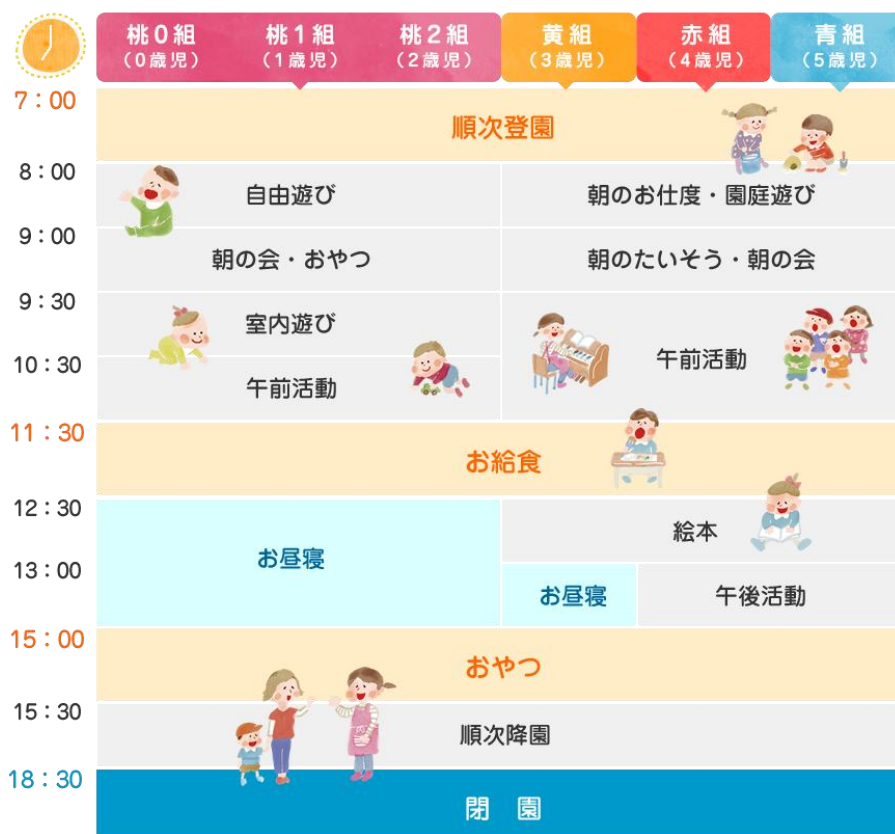 桃0組 桃1組 桃2組 黄組 赤組 青組
(0歳児) (1歳児) (2歳児) (3歳児) (4歳児) (5歳児)
7:00
順次登園
8:00
自由遊び 朝のお仕度・園庭遊び
9:00
朝の会・おやつ 朝のたいそう・朝の会
9:30
室内遊び
午前活動
10:30
午前活動
11:30
お給食
12:30
絵本
お昼寝
13:00
お昼寝 午後活動
15:00
おやつ
15:30
順次降園
18:30
閉 園